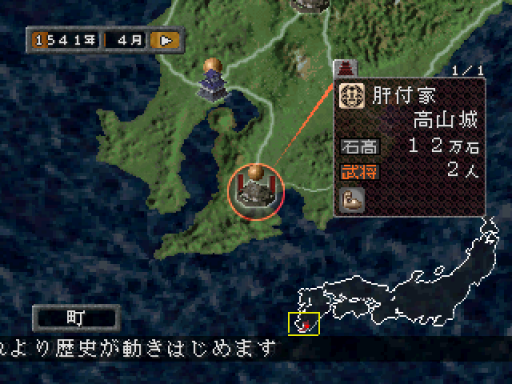 1541年 4月
1/1
肝付家
高山城
石高 12万石
武将 2人
町
より歴史が動きはじめます